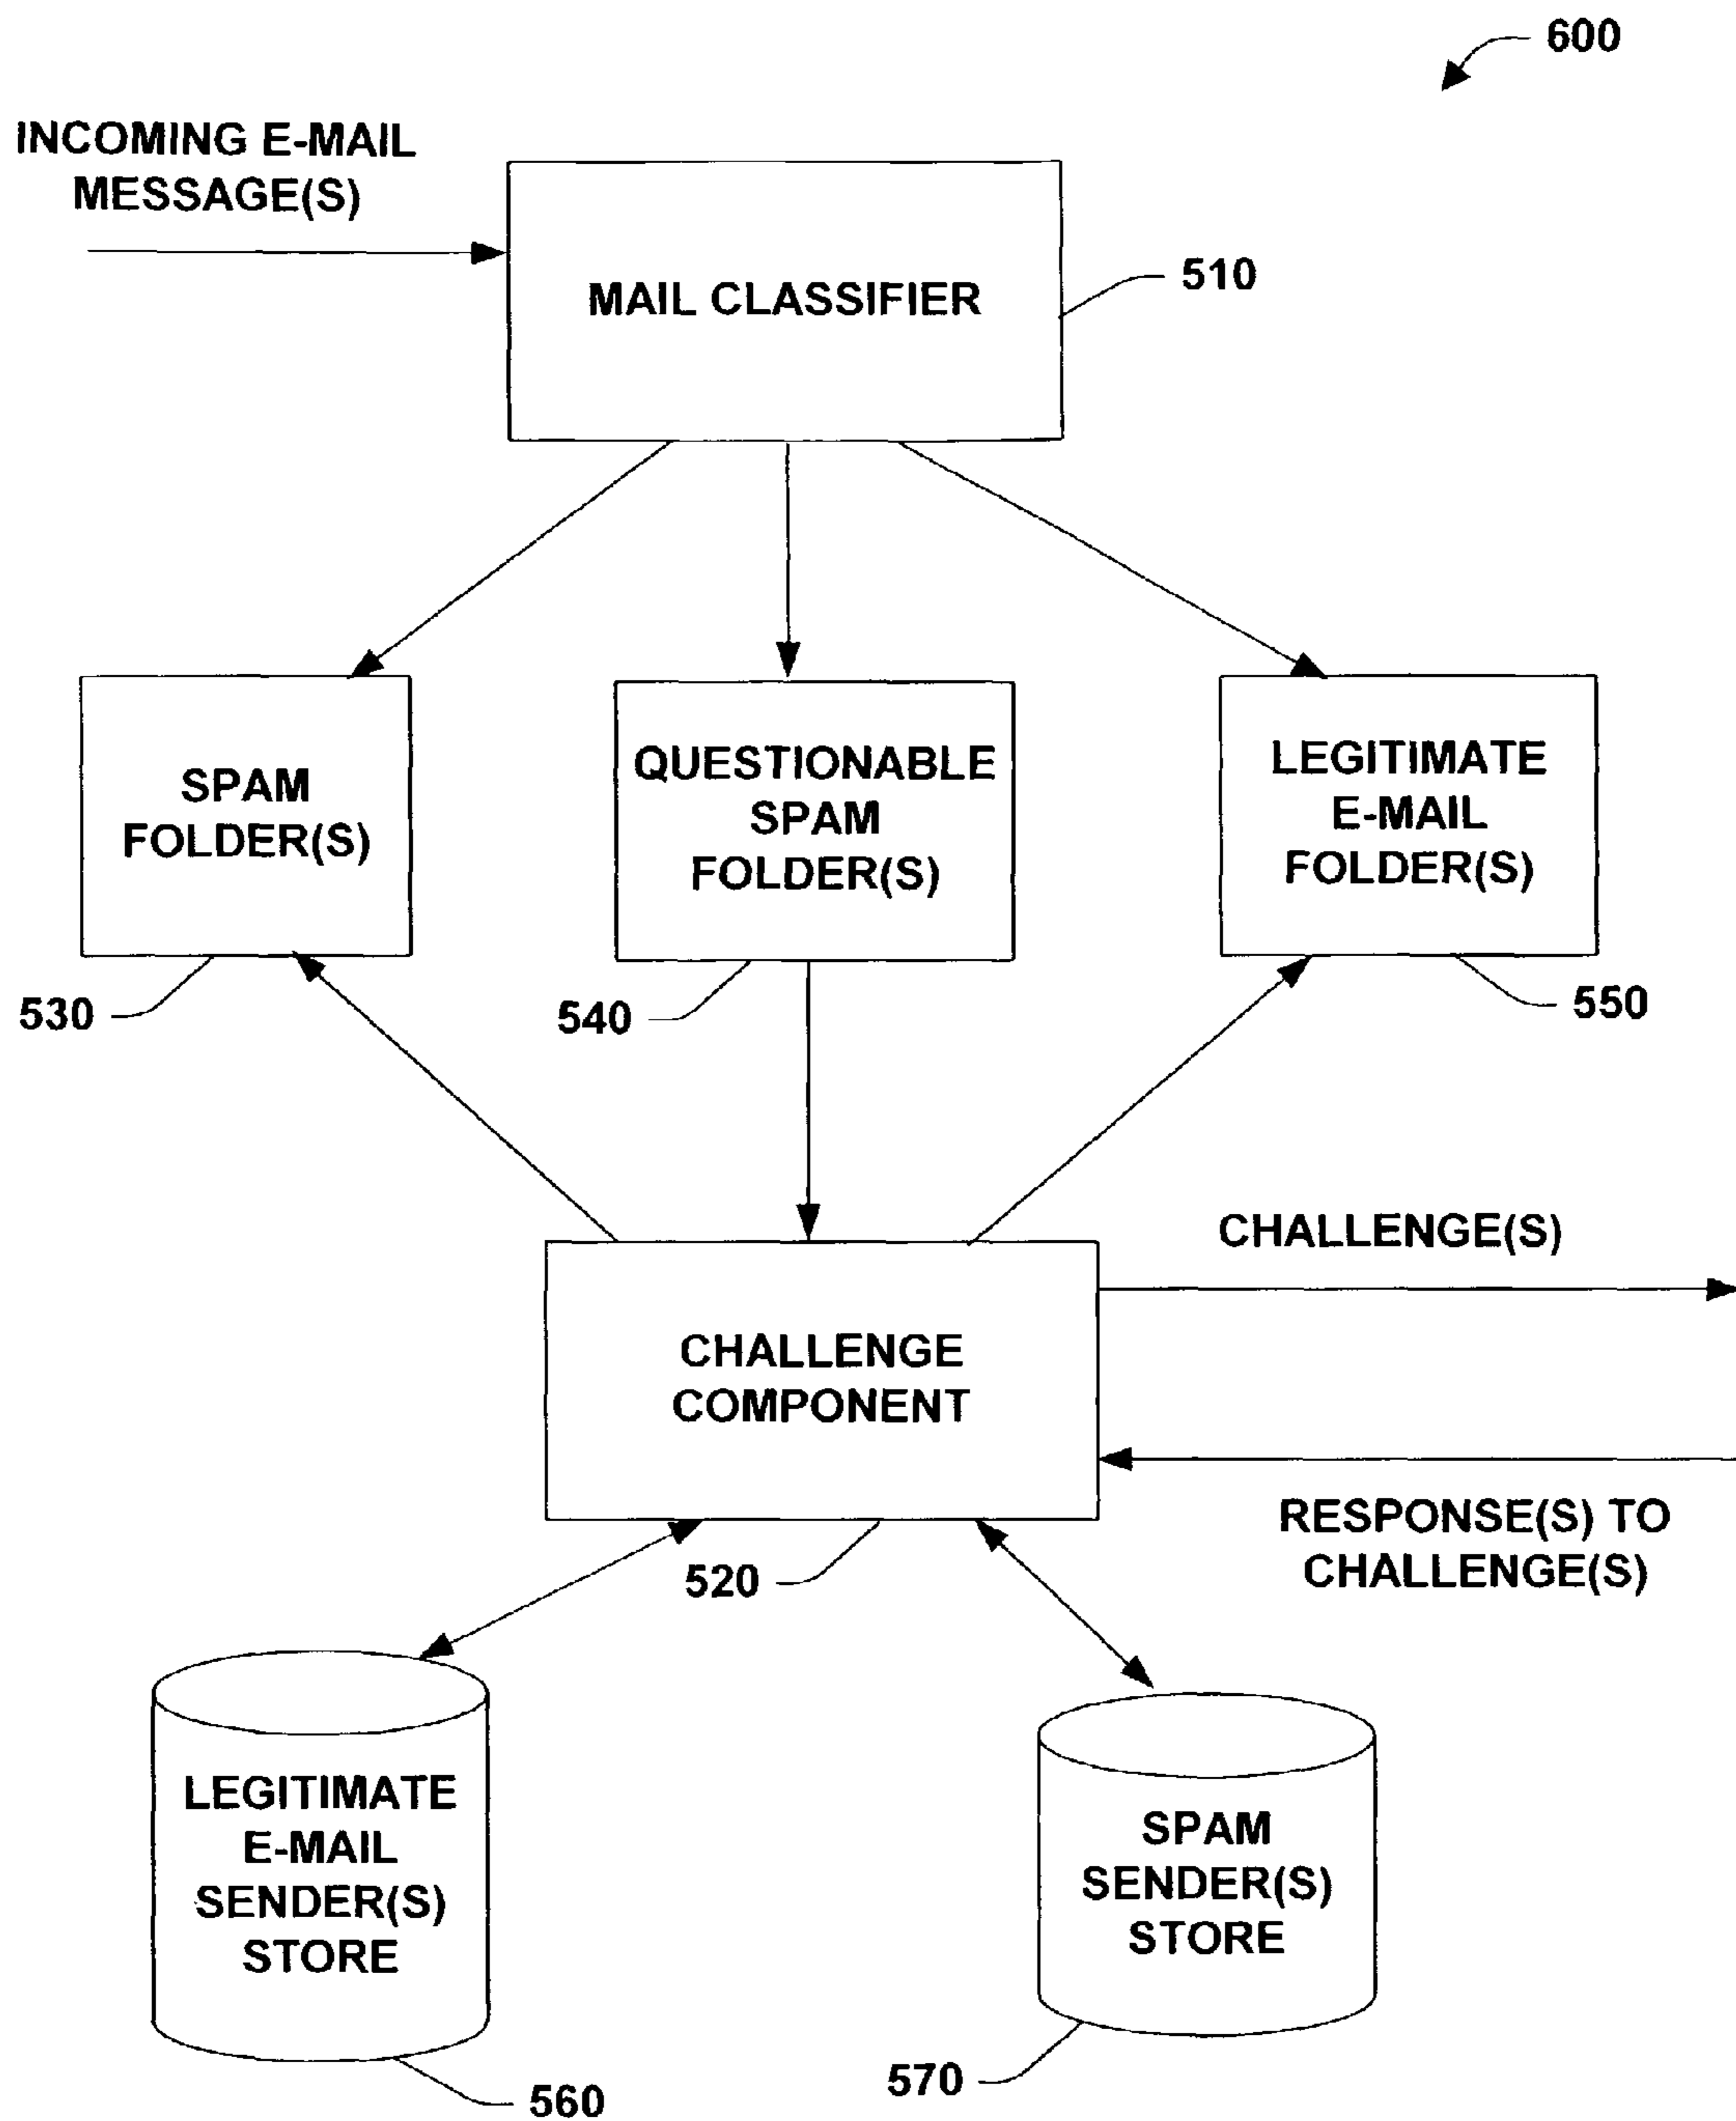 600
INCOMING E-MAIL
MESSAGE(S)
MAIL CLASSIFIER
510
SPAM
FOLDER(S)
QUESTIONABLE
SPAM
FOLDER(S)
LEGITIMATE
E-MAIL
FOLDER(S)
530
540
550
CHALLENGE(S)
CHALLENGE
COMPONENT
RESPONSE(S) TO
CHALLENGE(S)
520
LEGITIMATE
E-MAIL
SENDER(S)
STORE
SPAM
SENDER(S)
STORE
560
570